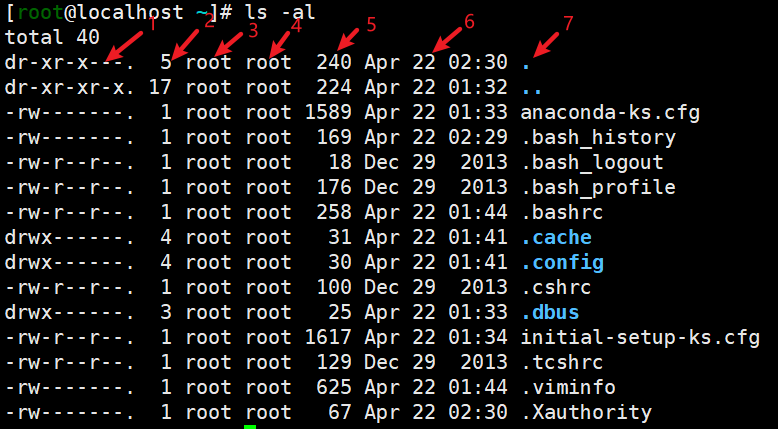 [root@localhost ~]# ls -al
1 2 3 4 5 6 7
total 40
dr-xr-x---. 5 root root 240 Apr 22 02:30 .
dr-xr-xr-x. 17 root root 224 Apr 22 01:32 ..
-rw-------. 1 root root 1589 Apr 22 01:33 anaconda-ks.cfg
-rw-------. 1 root root 169 Apr 22 02:29 .bash_history
-rw-r--r--. 1 root root 18 Dec 29 2013 .bash_logout
-rw-r--r--. 1 root root 176 Dec 29 2013 .bash_profile
-rw-r--r--. 1 root root 258 Apr 22 01:44 .bashrc
drwx------. 4 root root 31 Apr 22 01:41 .cache
drwx------. 4 root root 30 Apr 22 01:41 .config
-rw-r--r--. 1 root root 100 Dec 29 2013 .cshrc
drwx------. 3 root root 25 Apr 22 01:33 .dbus
-rw-r--r--. 1 root root 1617 Apr 22 01:34 initial-setup-ks.cfg
-rw-r--r--. 1 root root 129 Dec 29 2013 .tcshrc
-rw-------. 1 root root 625 Apr 22 01:44 .viminfo
-rw-------. 1 root root 67 Apr 22 02:30 .Xauthority